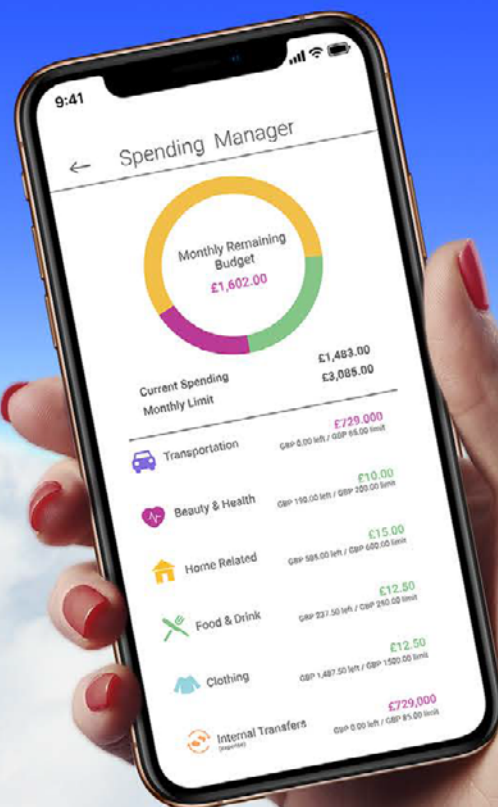 9:41
Spending Manager
Monthly Remaining
Budget
£1,602.00
Current Spending £1,483.00
Monthly Limit £3,085.00
Transportation £729.000
GBP 0.00 left / GBP 65.00 limit
Beauty & Health £10.00
GBP 190.00 left / GBP 200.00 limit
Home Related £15.00
GBP 585.00 left / GBP 600.00 limit
Food & Drink £12.50
GBP 237.50 left / GBP 250.00 limit
Clothing £12.50
GBP 1,487.50 left / GBP 1500.00 limit
Internal Transfers £729,000
(expense) GBP 0.00 left / GBP 85.00 limit